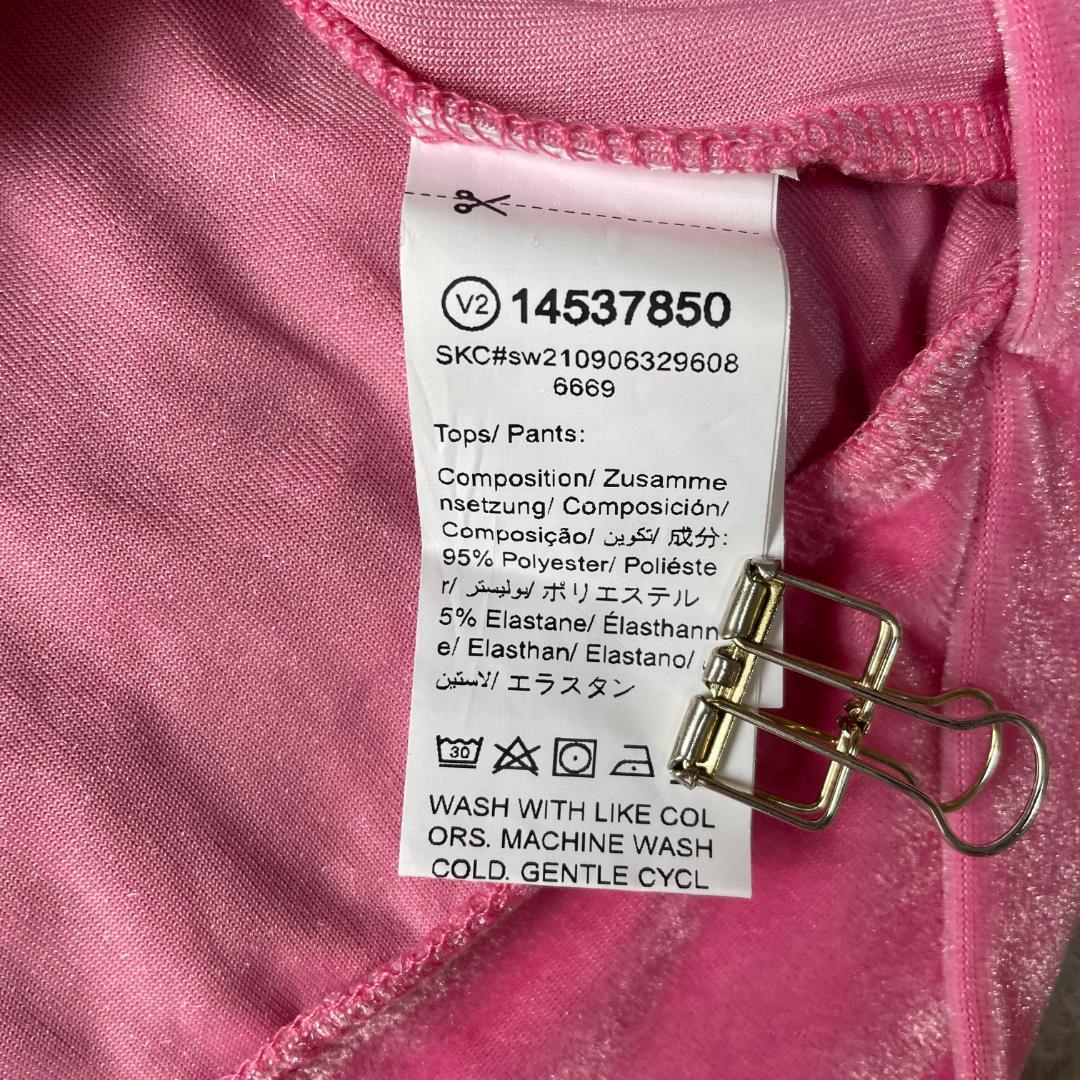 V2 14537850
SKC#sw210906329608
6669
Tops/ Pants:
Composition/ Zusamme
nsetzung/ Composición/
Composição/ تكوين/ 成分:
95% Polyester/ Poliéste
r/ بوليستر/ ポリエステル
5% Elastane/ Élasthann
e/ Elasthan/ Elastano/
لاستين/ エラスタン
30
WASH WITH LIKE COL
ORS. MACHINE WASH
COLD. GENTLE CYCL